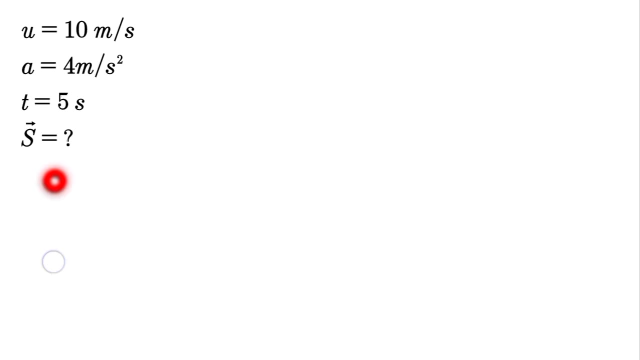 u = 10 m/s
a = 4m/s²
t = 5 s
S⃗ = ?